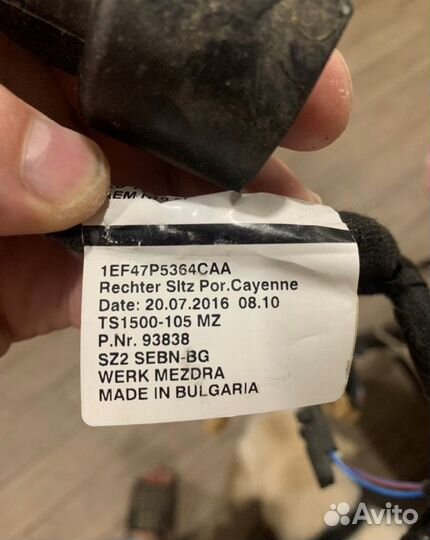 1EF47P5364CAA
Rechter Sitz Por.Cayenne
Date: 20.07.2016 08.10
TS1500-105 MZ
P.Nr. 93838
SZ2 SEBN-BG
WERK MEZDRA
MADE IN BULGARIA
Avito